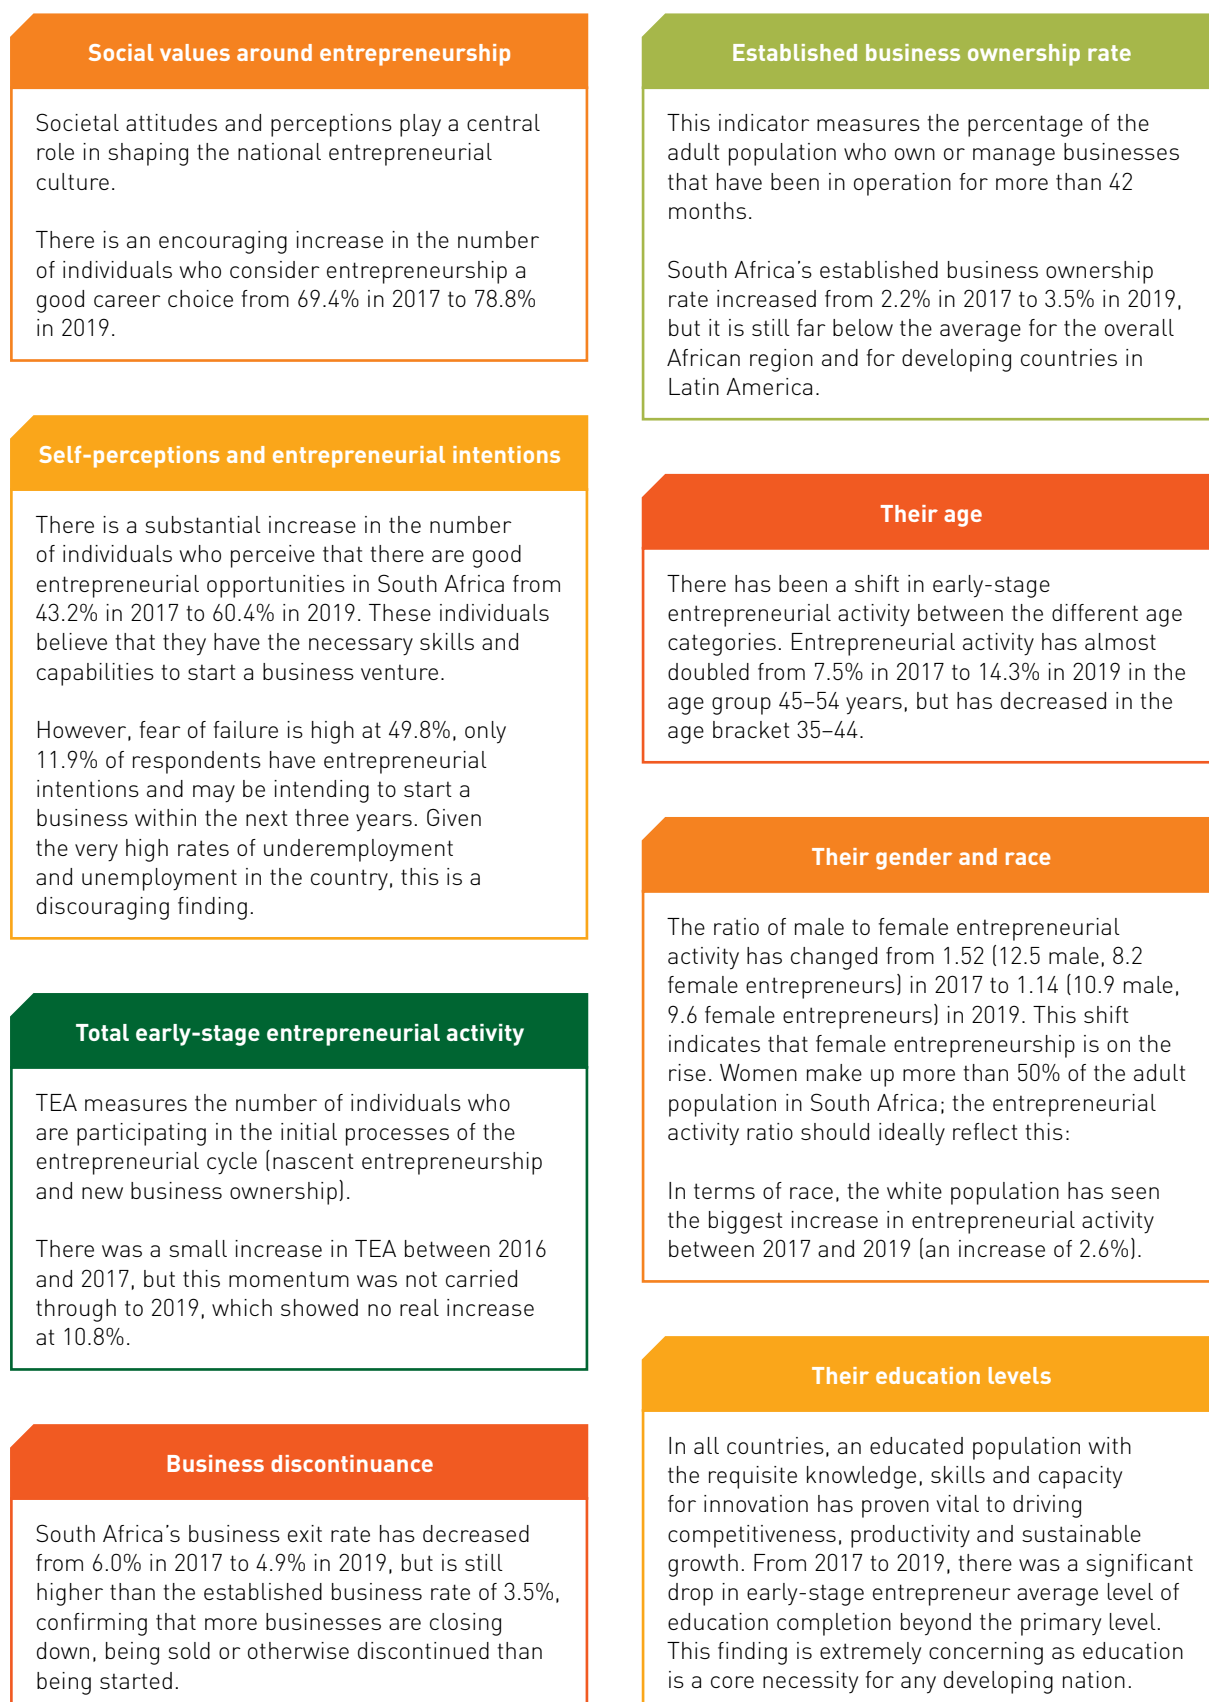 Social values around entrepreneurship
Societal attitudes and perceptions play a central
role in shaping the national entrepreneurial
culture.
There is an encouraging increase in the number
of individuals who consider entrepreneurship a
good career choice from 69.4% in 2017 to 78.8%
in 2019.
Self-perceptions and entrepreneurial intentions
There is a substantial increase in the number
of individuals who perceive that there are good
entrepreneurial opportunities in South Africa from
43.2% in 2017 to 60.4% in 2019. These individuals
believe that they have the necessary skills and
capabilities to start a business venture.
However, fear of failure is high at 49.8%, only
11.9% of respondents have entrepreneurial
intentions and may be intending to start a
business within the next three years. Given
the very high rates of underemployment
and unemployment in the country, this is a
discouraging finding.
Total early-stage entrepreneurial activity
TEA measures the number of individuals who
are participating in the initial processes of the
entrepreneurial cycle (nascent entrepreneurship
and new business ownership).
There was a small increase in TEA between 2016
and 2017, but this momentum was not carried
through to 2019, which showed no real increase
at 10.8%.
Business discontinuance
South Africa's business exit rate has decreased
from 6.0% in 2017 to 4.9% in 2019, but is still
higher than the established business rate of 3.5%,
confirming that more businesses are closing
down, being sold or otherwise discontinued than
being started.
Established business ownership rate
This indicator measures the percentage of the
adult population who own or manage businesses
that have been in operation for more than 42
months.
South Africa's established business ownership
rate increased from 2.2% in 2017 to 3.5% in 2019,
but it is still far below the average for the overall
African region and for developing countries in
Latin America.
Their age
There has been a shift in early-stage
entrepreneurial activity between the different age
categories. Entrepreneurial activity has almost
doubled from 7.5% in 2017 to 14.3% in 2019 in the
age group 45–54 years, but has decreased in the
age bracket 35–44.
Their gender and race
The ratio of male to female entrepreneurial
activity has changed from 1.52 (12.5 male, 8.2
female entrepreneurs) in 2017 to 1.14 (10.9 male,
9.6 female entrepreneurs) in 2019. This shift
indicates that female entrepreneurship is on the
rise. Women make up more than 50% of the adult
population in South Africa; the entrepreneurial
activity ratio should ideally reflect this:
In terms of race, the white population has seen
the biggest increase in entrepreneurial activity
between 2017 and 2019 (an increase of 2.6%).
Their education levels
In all countries, an educated population with
the requisite knowledge, skills and capacity
for innovation has proven vital to driving
competitiveness, productivity and sustainable
growth. From 2017 to 2019, there was a significant
drop in early-stage entrepreneur average level of
education completion beyond the primary level.
This finding is extremely concerning as education
is a core necessity for any developing nation.